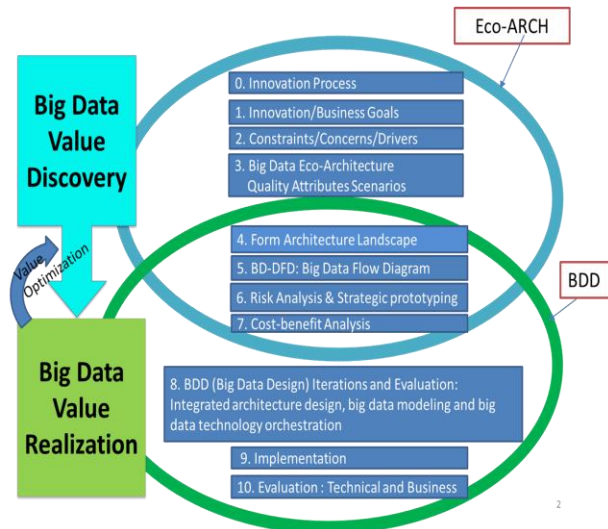 Eco-ARCH
Big Data
Value
Discovery
0. Innovation Process
1. Innovation/Business Goals
2. Constraints/Concerns/Drivers
3. Big Data Eco-Architecture
Quality Attributes Scenarios
4. Form Architecture Landscape
5. BD-DFD: Big Data Flow Diagram
6. Risk Analysis & Strategic prototyping
7. Cost-benefit Analysis
BDD
Value
Optimization
Big Data
Value
Realization
8. BDD (Big Data Design) Iterations and Evaluation:
Integrated architecture design, big data modeling and big
data technology orchestration
9. Implementation
10. Evaluation : Technical and Business
2